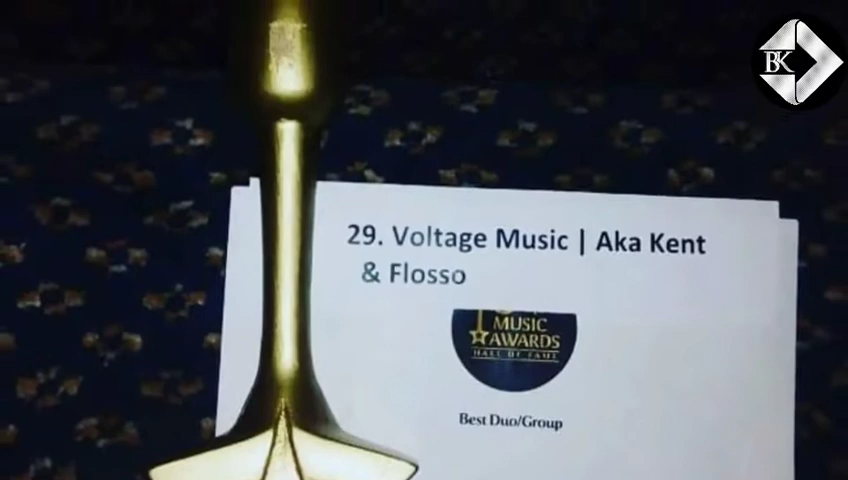 BK
29. Voltage Music | Aka Kent
& Flosso
MUSIC
AWARDS
HALL OF FAME
Best Duo/Group